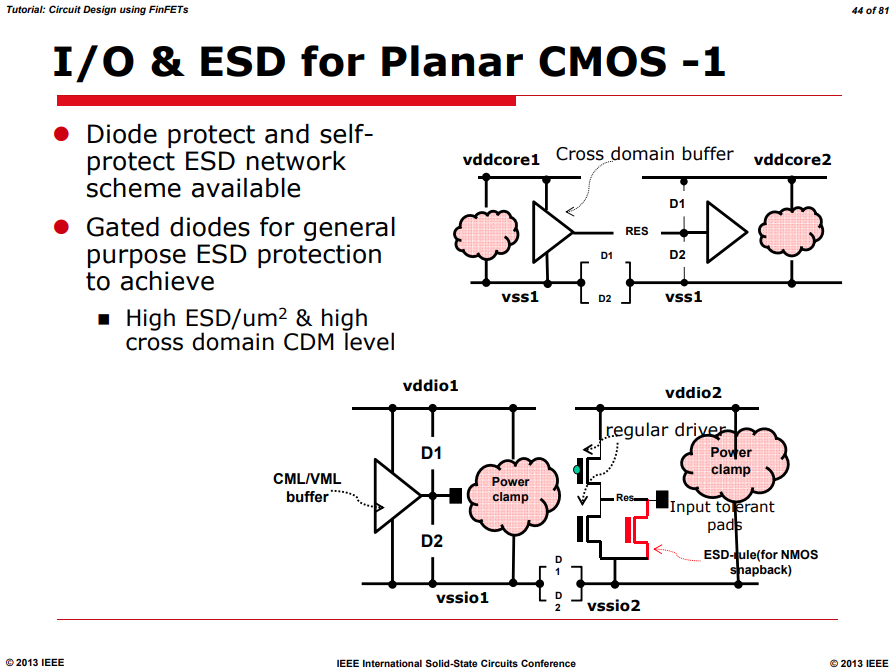 Tutorial: Circuit Design using FinFETs
44 of 81
I/O & ESD for Planar CMOS -1
Diode protect and self-
protect ESD network
scheme available
Gated diodes for general
purpose ESD protection
to achieve
High ESD/um2 & high
cross domain CDM level
vddcore1
Cross domain buffer
vddcore2
D1
RES
D1
D2
D2
vss1
vss1
vddio1
vddio2
regular driver
D1
Power
clamp
Power
clamp
CML/VML
buffer
Res
Input tolerant
pads
D2
ESD-rule(for NMOS
snapback)
D
1
D
2
vssio1
vssio2
© 2013 IEEE
IEEE International Solid-State Circuits Conference
© 2013 IEEE